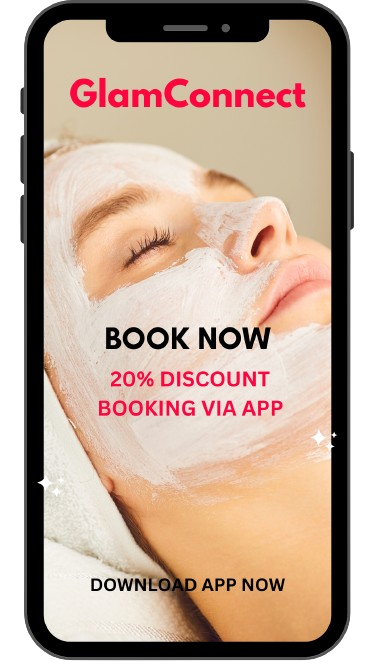 GlamConnect
BOOK NOW
20% DISCOUNT
BOOKING VIA APP
DOWNLOAD APP NOW